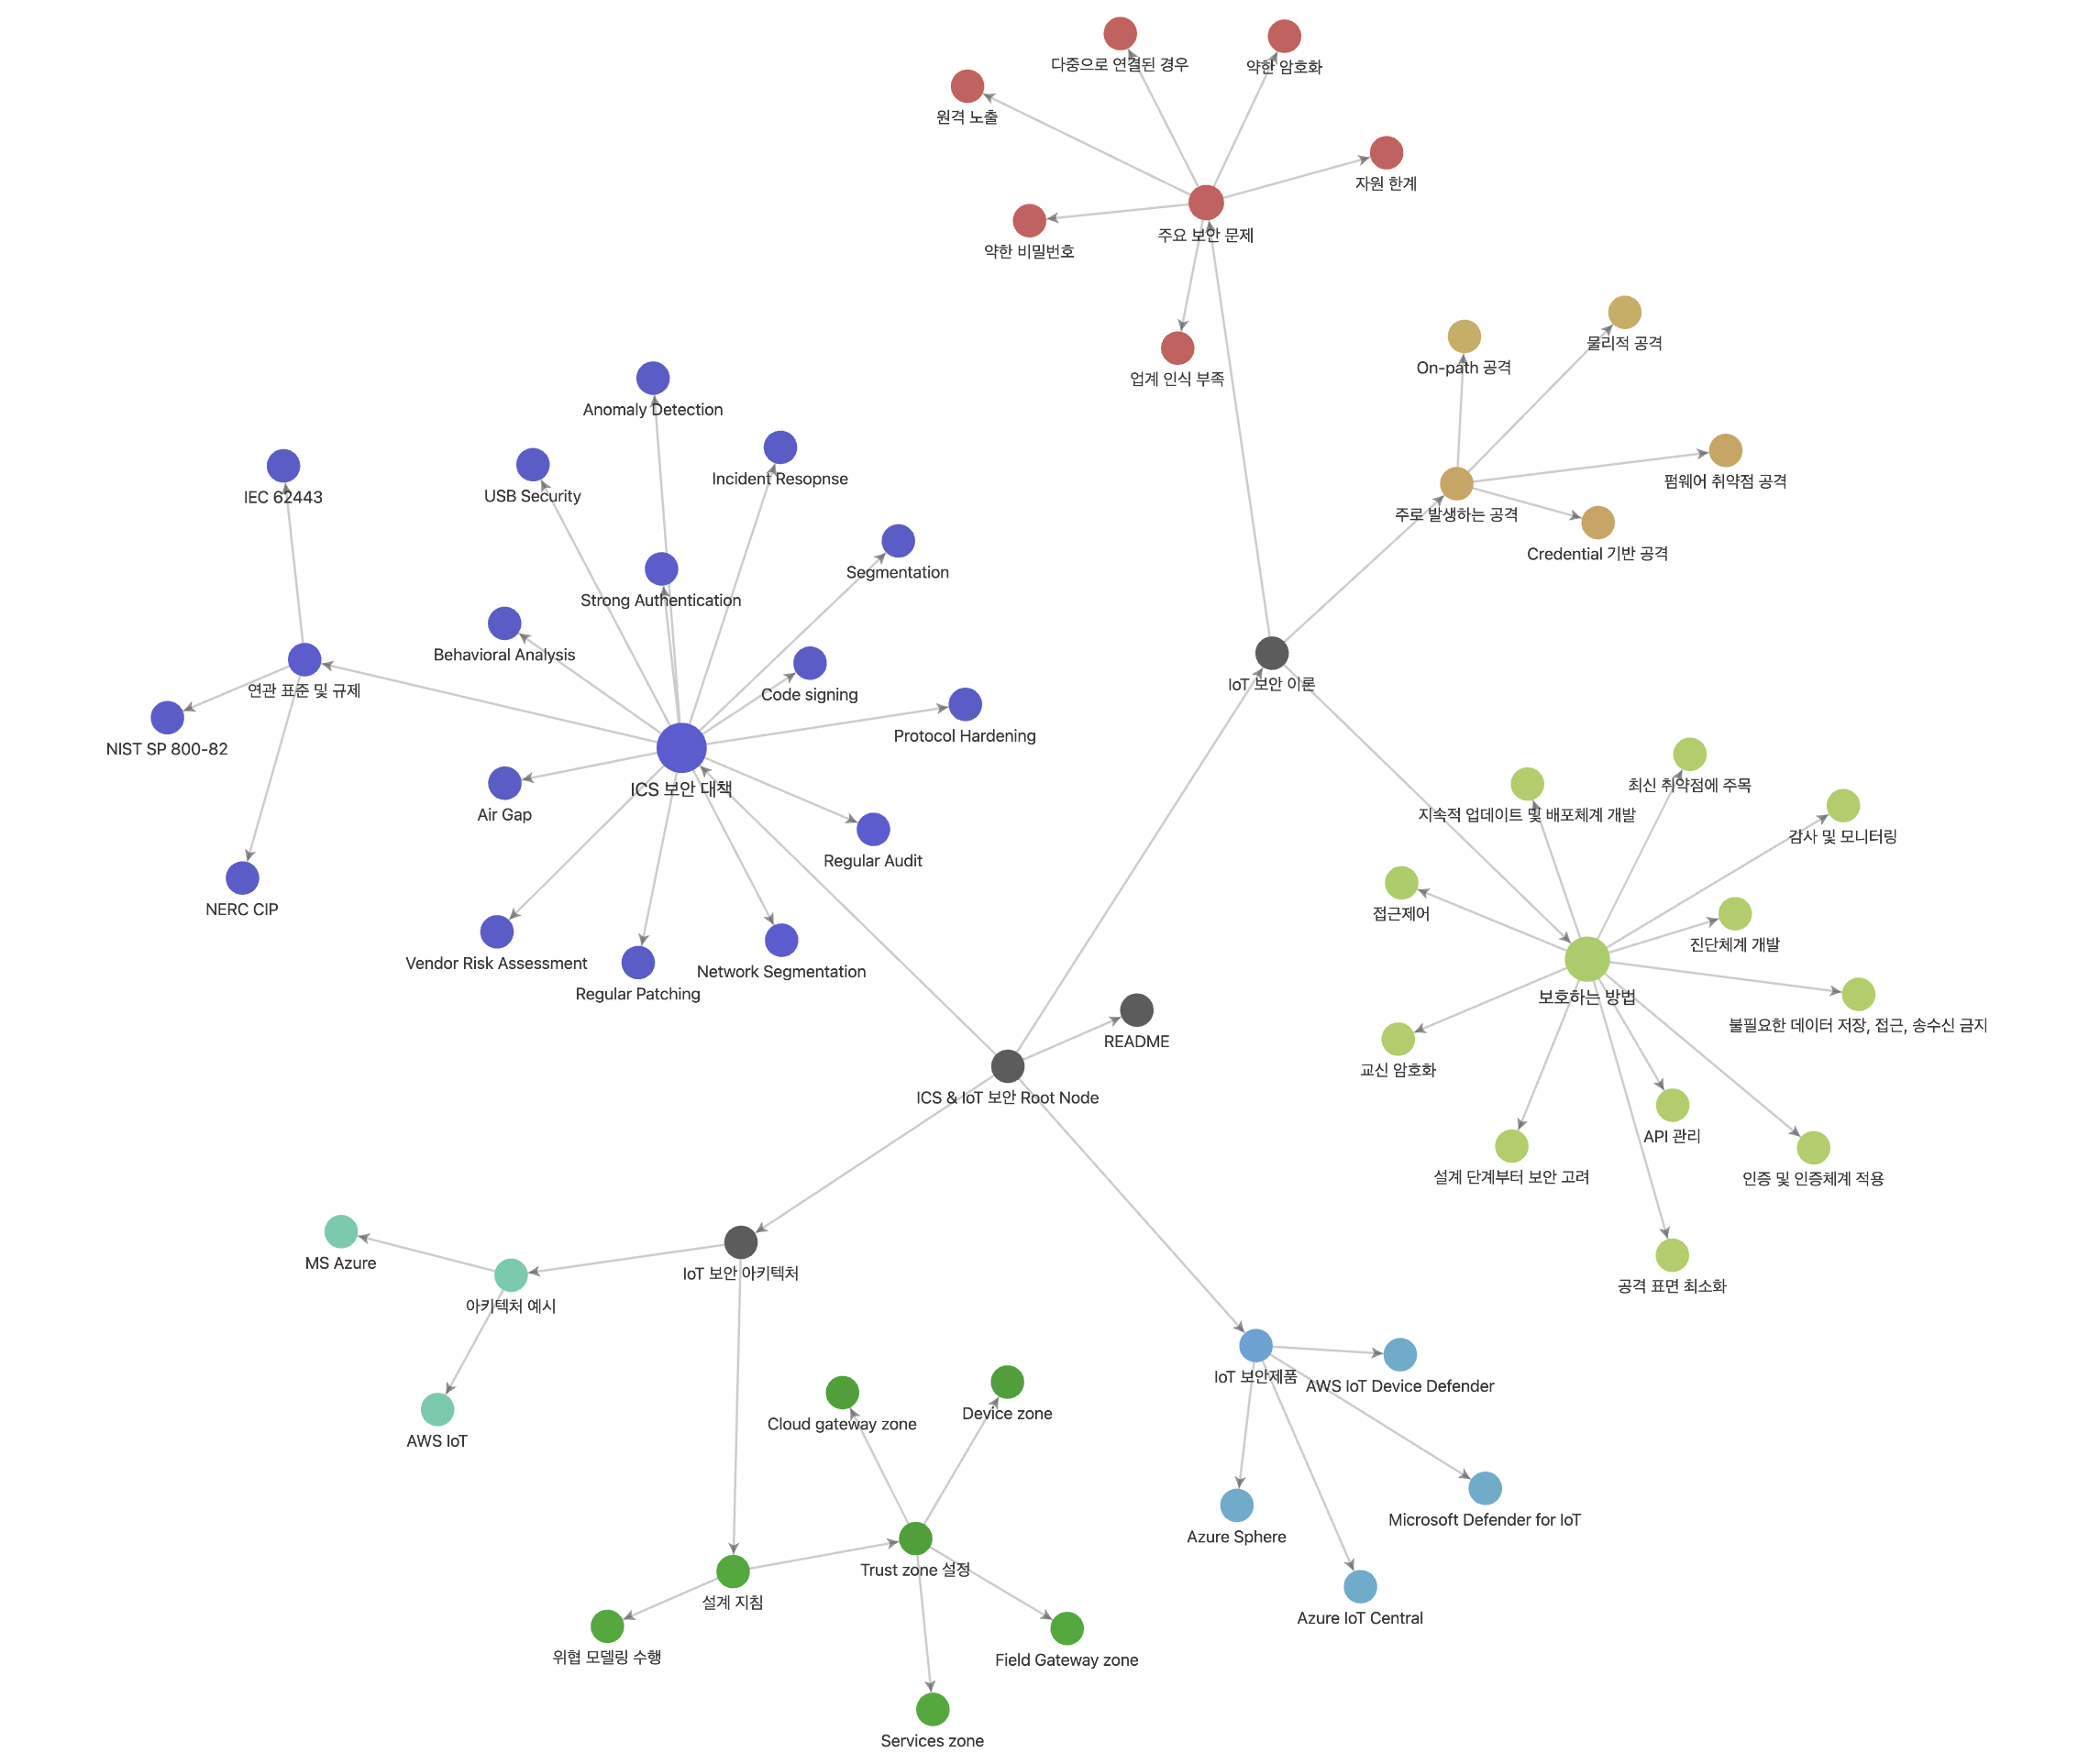 다중으로 연결된 경우
약한 암호화
원격 노출
자원 한계
주요 보안 문제
약한 비밀번호
업계 인식 부족
물리적 공격
On-path 공격
펌웨어 취약점 공격
주로 발생하는 공격
Credential 기반 공격
Anomaly Detection
Incident Resopnse
USB Security
IEC 62443
Segmentation
Strong Authentication
Behavioral Analysis
Code signing
연관 표준 및 규제
NIST SP 800-82
Protocol Hardening
ICS 보안 대책
Air Gap
Regular Audit
NERC CIP
Vendor Risk Assessment
Network Segmentation
Regular Patching
IoT 보안 이론
최신 취약점에 주목
지속적 업데이트 및 배포체계 개발
감사 및 모니터링
접근제어
진단체계 개발
보호하는 방법
불필요한 데이터 저장, 접근, 송수신 금지
교신 암호화
API 관리
설계 단계부터 보안 고려
인증 및 인증체계 적용
공격 표면 최소화
README
ICS & IoT 보안 Root Node
MS Azure
IoT 보안 아키텍처
아키텍처 예시
AWS IoT
IoT 보안제품
AWS IoT Device Defender
Cloud gateway zone
Device zone
Microsoft Defender for IoT
Azure Sphere
Trust zone 설정
설계 지침
Azure IoT Central
위협 모델링 수행
Field Gateway zone
Services zone